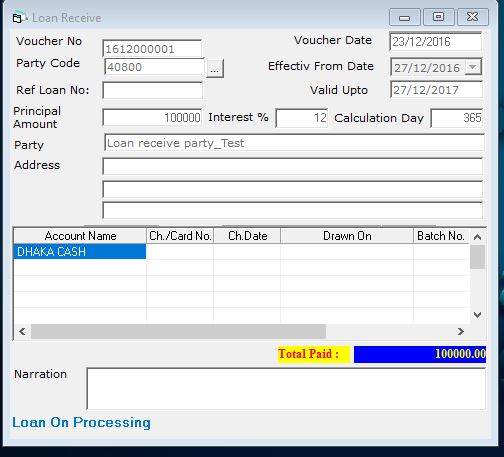 Loan Receive
Voucher No 1612000001 Voucher Date 23/12/2016
Party Code 40800 ... Effectiv From Date 27/12/2016
Ref Loan No: Valid Upto 27/12/2017
Principal Amount 100000 Interest % 12 Calculation Day 365
Party Loan receive party_Test
Address
Account Name Ch./Card No. Ch.Date Drawn On Batch No.
DHAKA CASH
Total Paid : 100000.00
Narration
Loan On Processing